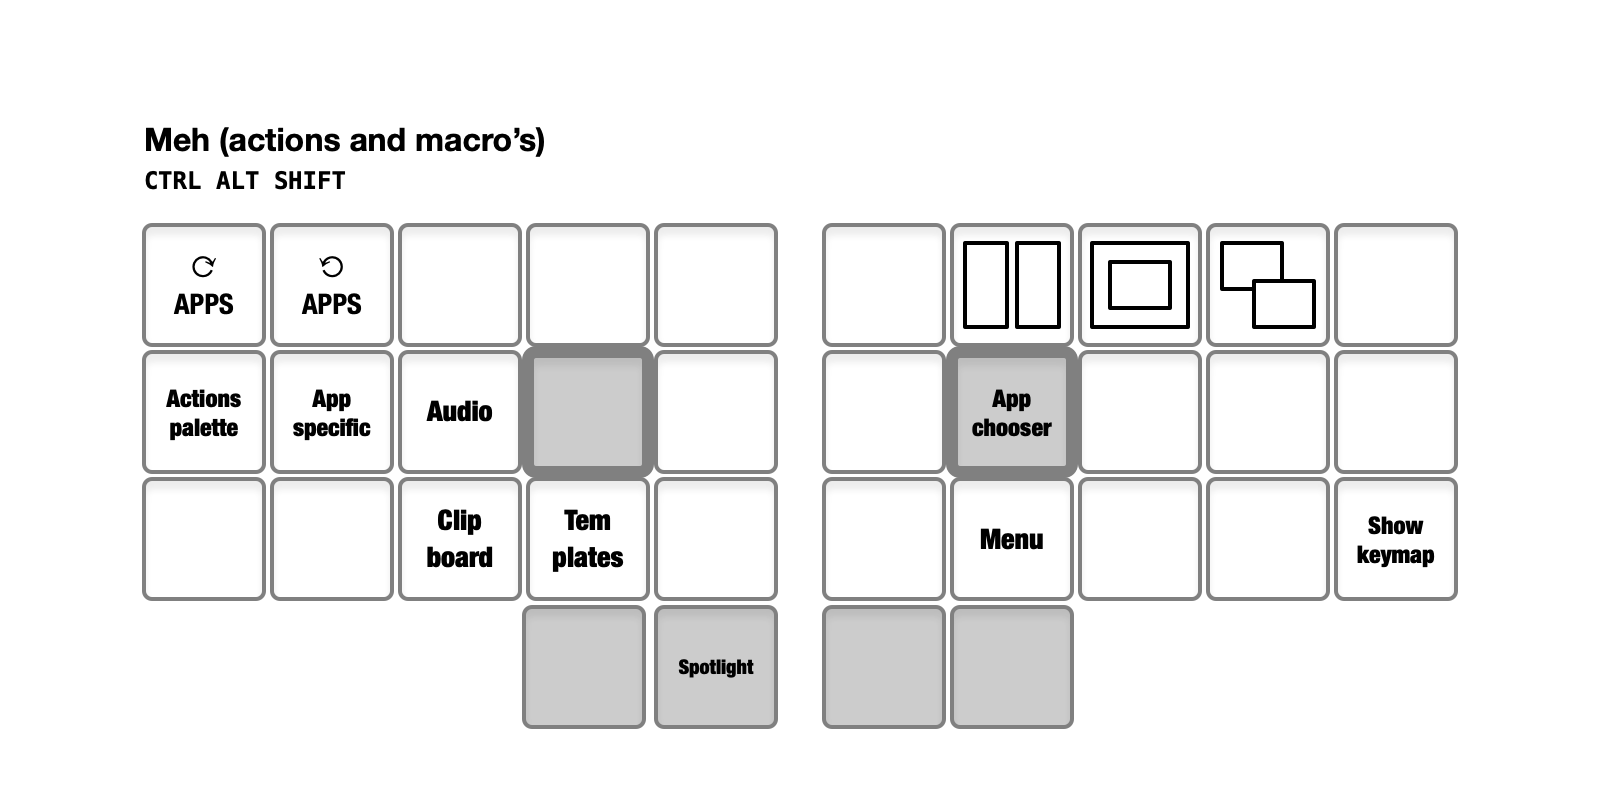 Meh (actions and macro’s)
CTRL ALT SHIFT
APPS
APPS
Actions
palette
App
specific
Audio
App
chooser
Clip
board
Tem
plates
Menu
Show
keymap
Spotlight